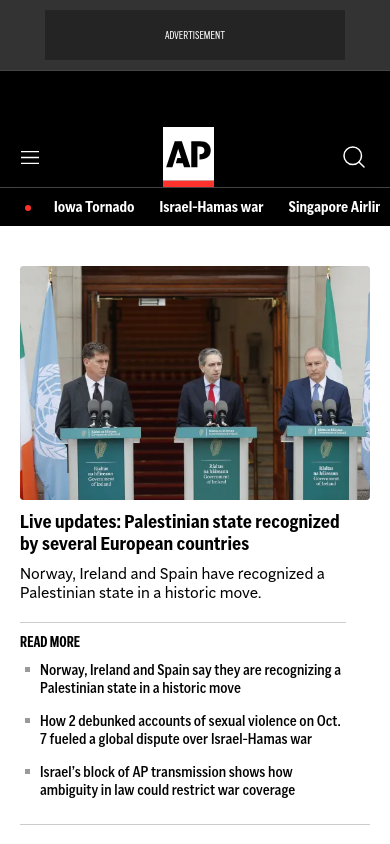 ADVERTISEMENT
AP
Iowa Tornado
Israel-Hamas war
Singapore Airlir
Rialtas
na hÉireann
Government
of Ireland
Rialtas
na hÉireann
Government
of Ireland
Rialtas
na hÉireann
Government
of Ireland
Live updates: Palestinian state recognized
by several European countries
Norway, Ireland and Spain have recognized a
Palestinian state in a historic move.
READ MORE
Norway, Ireland and Spain say they are recognizing a
Palestinian state in a historic move
How 2 debunked accounts of sexual violence on Oct.
7 fueled a global dispute over Israel-Hamas war
Israel’s block of AP transmission shows how
ambiguity in law could restrict war coverage